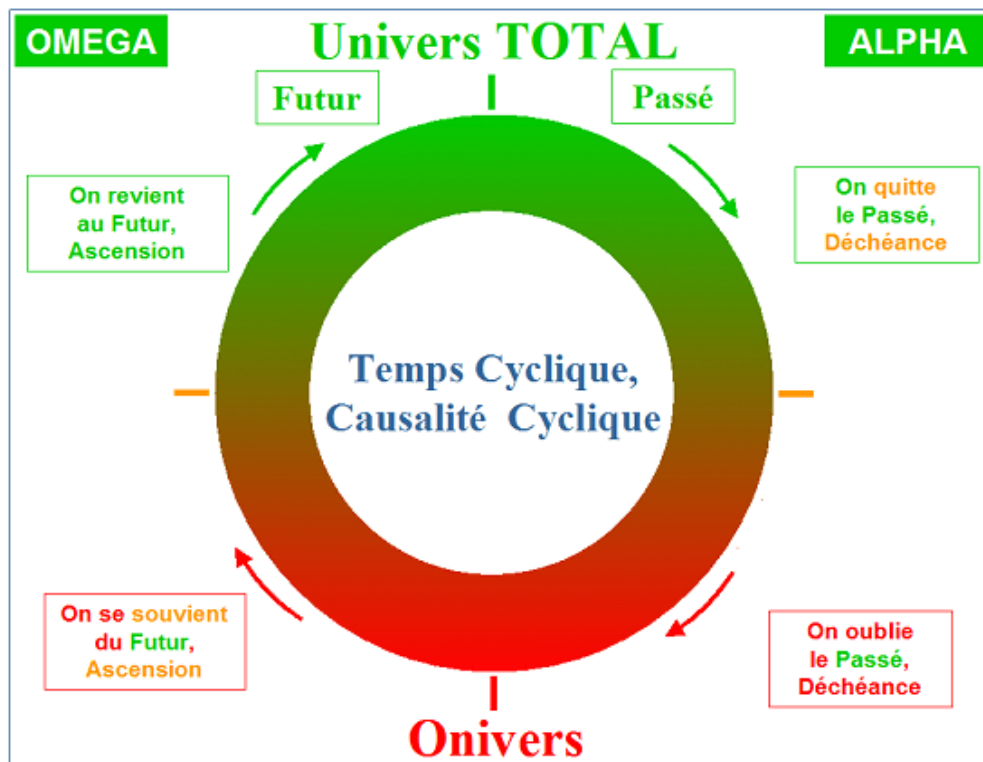 OMEGA
Univers TOTAL
ALPHA
Futur
Passé
On revient
au Futur,
Ascension
On quitte
le Passé,
Déchéance
Temps Cyclique,
Causalité Cyclique
On se souvient
du Futur,
Ascension
On oublie
le Passé,
Déchéance
Onivers